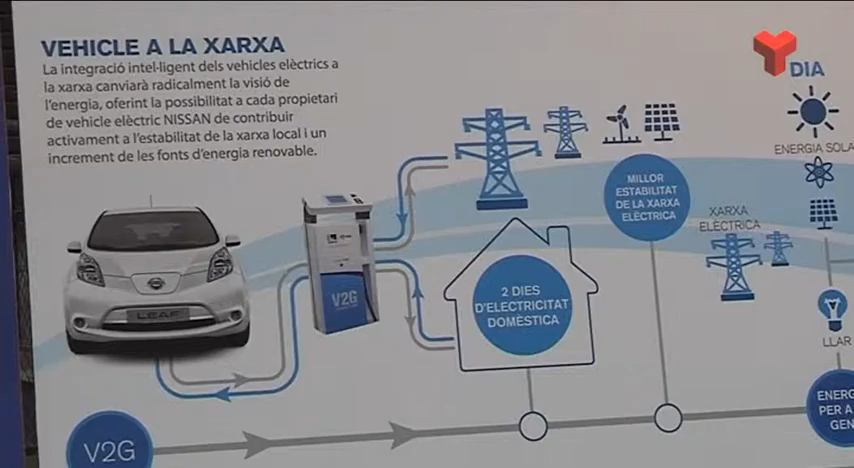 VEHICLE A LA XARXA
La integració intel·ligent dels vehicles elèctrics a
la xarxa canviarà radicalment la visió de
l'energia, oferint la possibilitat a cada propietari
de vehicle elèctric NISSAN de contribuir
activament a l'estabilitat de la xarxa local i un
increment de les fonts d'energia renovable.
DIA
ENERGIA SOLA
MILLOR
ESTABILITAT
DE LA XARXA
ELÈCTRICA
XARXA
ELÈCTRICA
V2G
2 DIES
D'ELECTRICITAT
DOMÈSTICA
LEAF
LLAR
V2G
ENERG
PER A
GEN